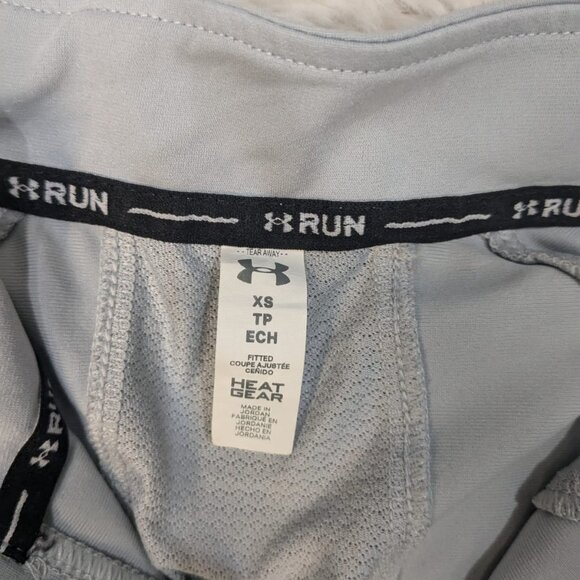 RUN RUN RUN
- - TEAR AWAY - -
XS
TP
ECH
FITTED
COUPE AJUSTÉE
CEÑIDO
HEAT
GEAR
MADE IN
JORDAN
FABRIQUÉ EN
JORDANIE
HECHO EN
JORDANIA
RUN